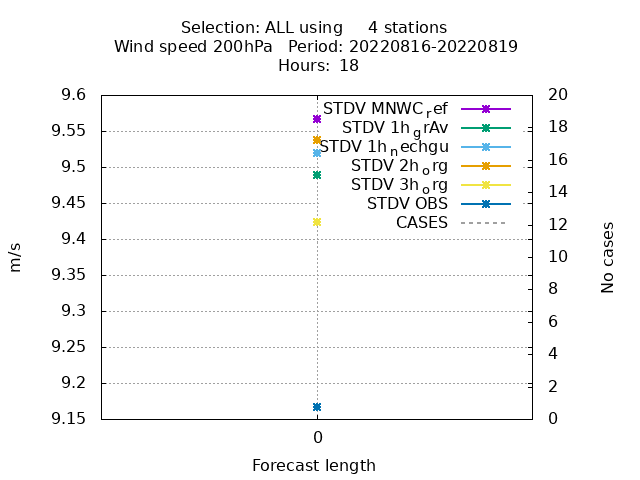 Selection: ALL using     4 stations
Wind speed 200hPa   Period: 20220816-20220819
Hours: 18
9.6
9.55
9.5
9.45
9.4
9.35
9.3
9.25
9.2
9.15
m/s
STDV MNWC_ref
STDV 1h_grAv
STDV 1h_nechgu
STDV 2h_org
STDV 3h_org
STDV OBS
CASES
20
18
16
14
12
10
8
6
4
2
0
No cases
0
Forecast length